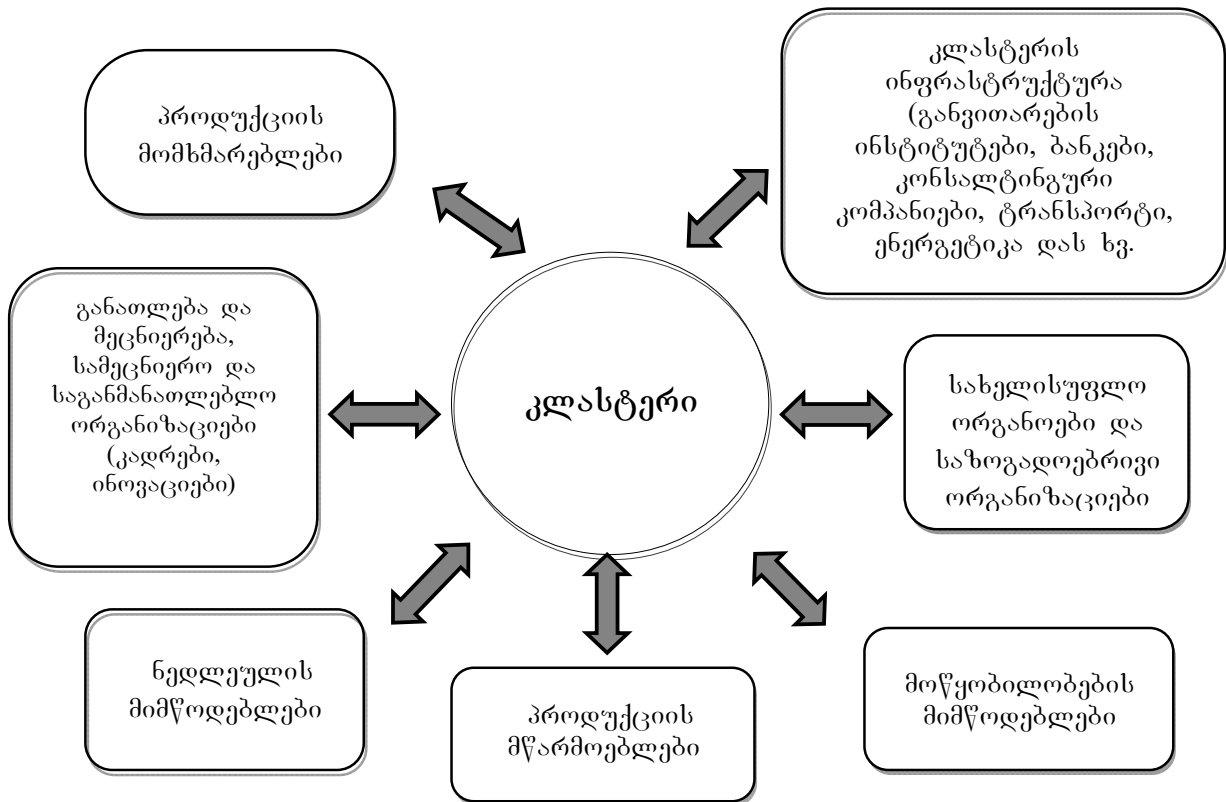 პროდუქციის
მომხმარებლები
კლასტერის
ინფრასტრუქტურა
(განვითარების
ინსტიტუტები, ბანკები,
კონსალტინგური
კომპანიები, ტრანსპორტი,
ენერგეტიკა დას ხვ.
განათლება და
მეცნიერება,
სამეცნიერო და
საგანმანათლებლო
ორგანიზაციები
(კადრები,
ინოვაციები)
კლასტერი
სახელისუფლო
ორგანოები და
საზოგადოებრივი
ორგანიზაციები
ნედლეულის
მიმწოდებლები
პროდუქციის
მწარმოებლები
მოწყობილობების
მიმწოდებლები